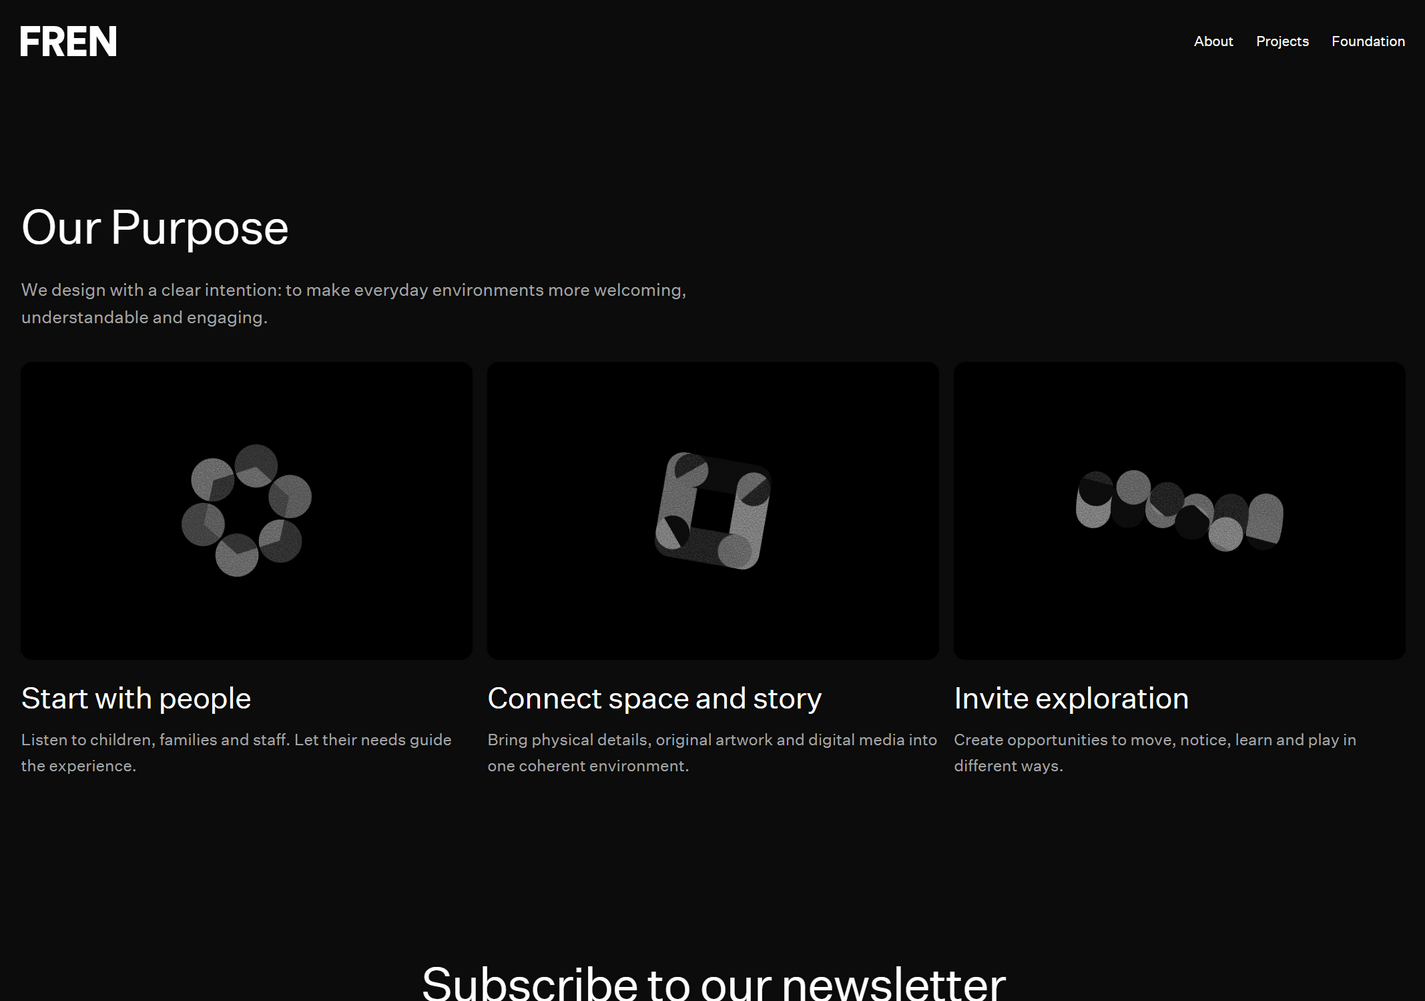 FREN
About Projects Foundation
Our Purpose
We design with a clear intention: to make everyday environments more welcoming,
understandable and engaging.
Start with people
Listen to children, families and staff. Let their needs guide
the experience.
Connect space and story
Bring physical details, original artwork and digital media into
one coherent environment.
Invite exploration
Create opportunities to move, notice, learn and play in
different ways.
Subscribe to our newsletter